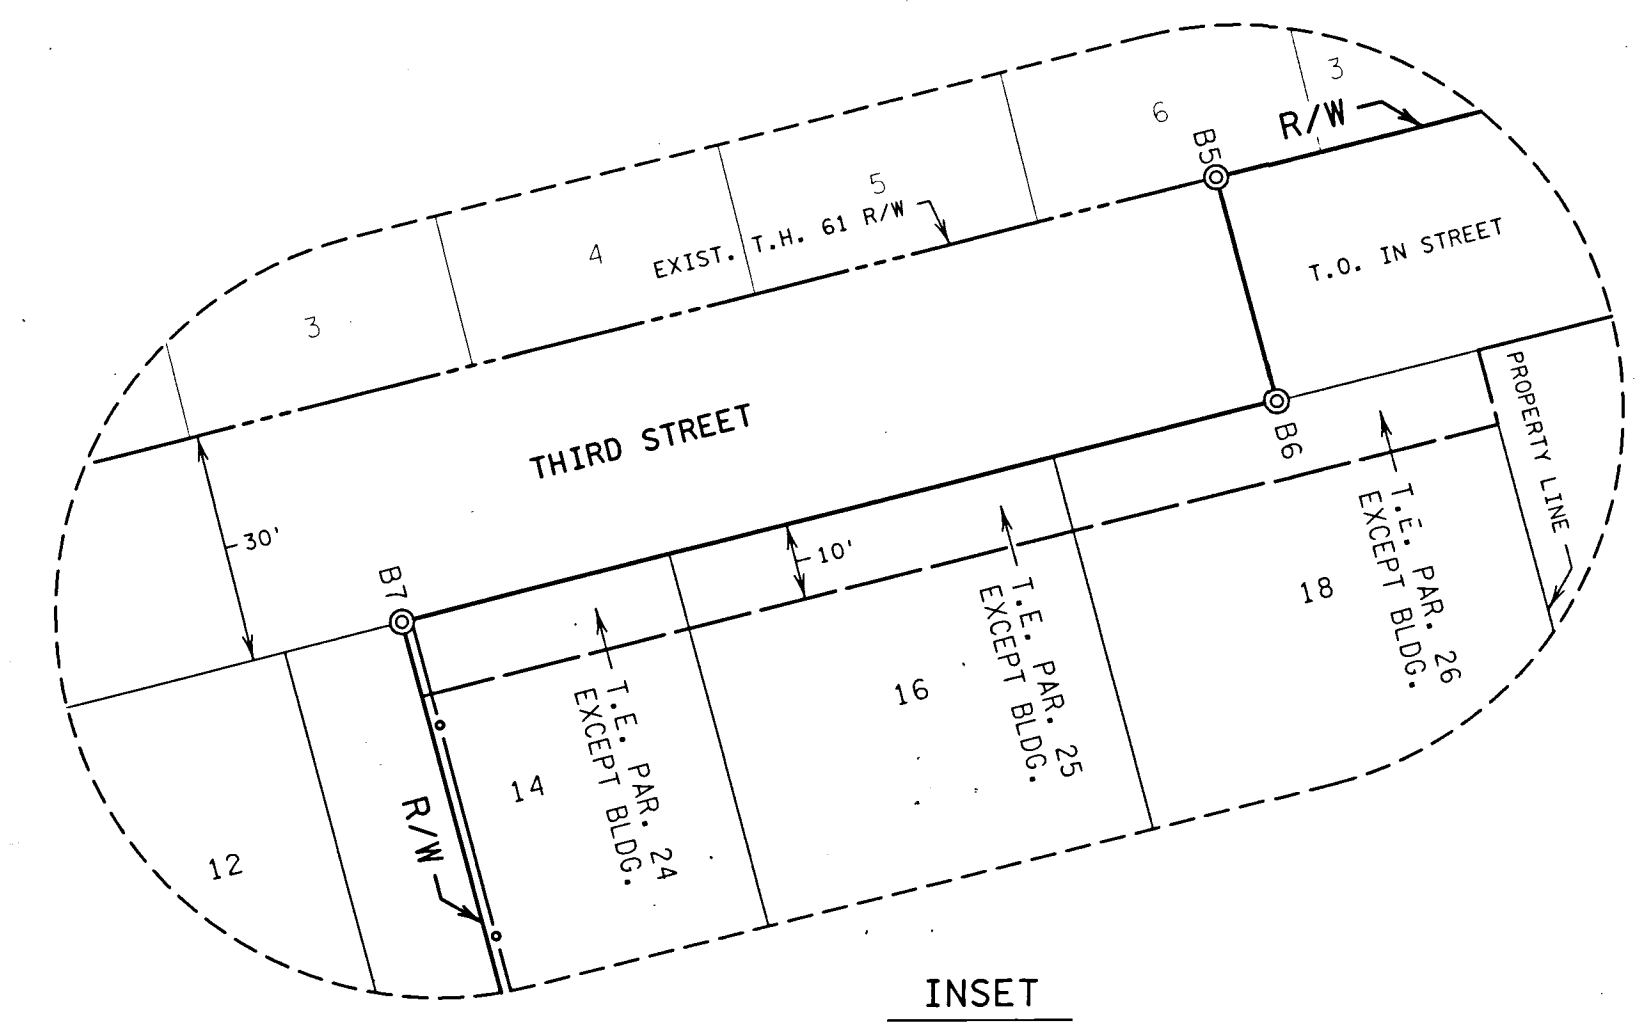 3
R/W
6
B5
5
EXIST. T.H. 61 R/W
4
3
T.O. IN STREET
THIRD STREET
B6
PROPERTY LINE
30'
10'
B7
T.E. PAR. 26
EXCEPT BLDG.
18
T.E. PAR. 25
EXCEPT BLDG.
16
T.E. PAR. 24
EXCEPT BLDG.
14
R/W
12
INSET